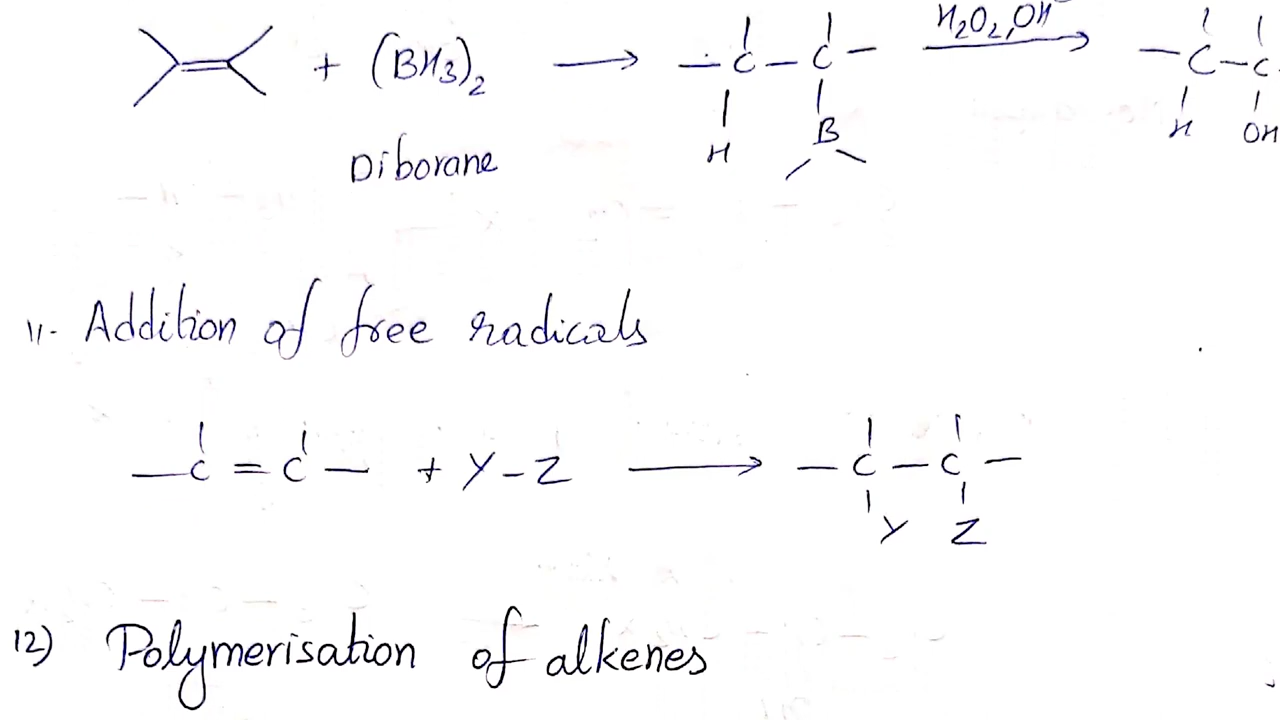 + (BH3)₂ → — C — C — H₂O₂, OH⁻ → — C — C
H B H OH
Diborane
11. Addition of free radicals
— C = C — + Y – Z → — C — C —
Y Z
12) Polymerisation of alkenes